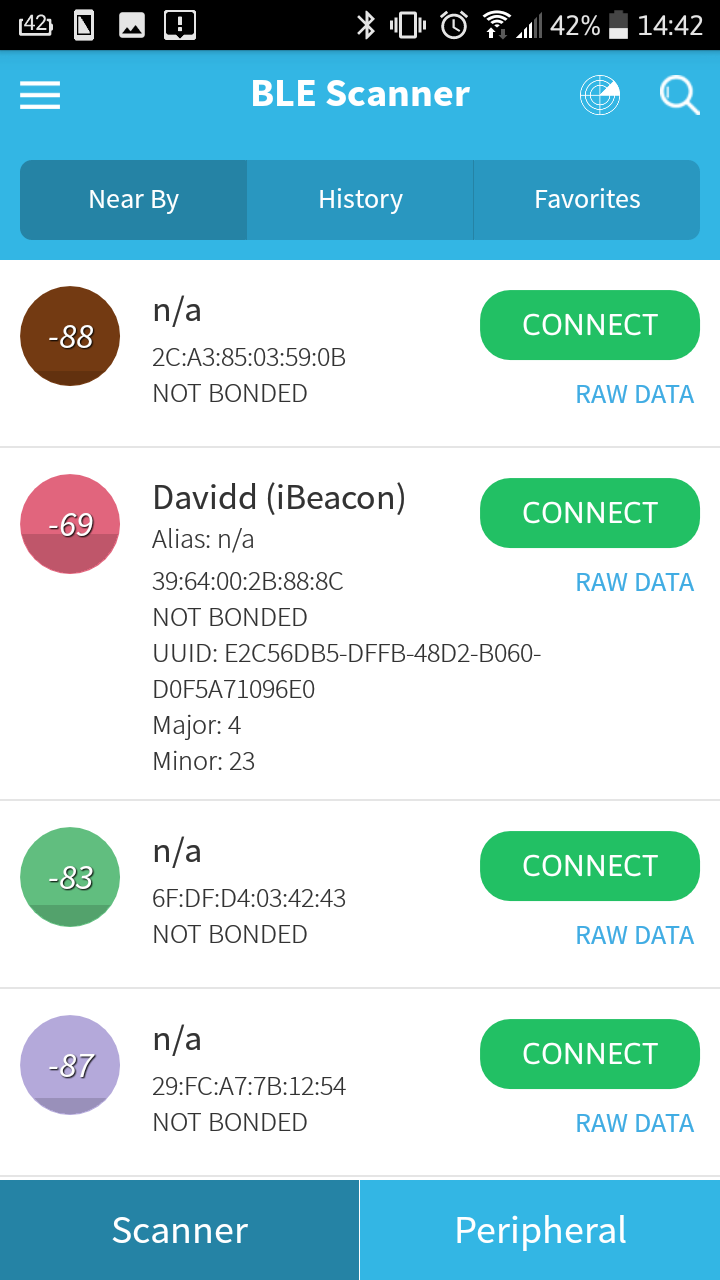 42 42% 14:42
BLE Scanner
Near By History Favorites
-88 n/a CONNECT
2C:A3:85:03:59:0B
NOT BONDED RAW DATA
-69 Davidd (iBeacon) CONNECT
Alias: n/a
39:64:00:2B:88:8C RAW DATA
NOT BONDED
UUID: E2C56DB5-DFFB-48D2-B060-
D0F5A71096E0
Major: 4
Minor: 23
-83 n/a CONNECT
6F:DF:D4:03:42:43
NOT BONDED RAW DATA
-87 n/a CONNECT
29:FC:A7:7B:12:54
NOT BONDED RAW DATA
Scanner Peripheral